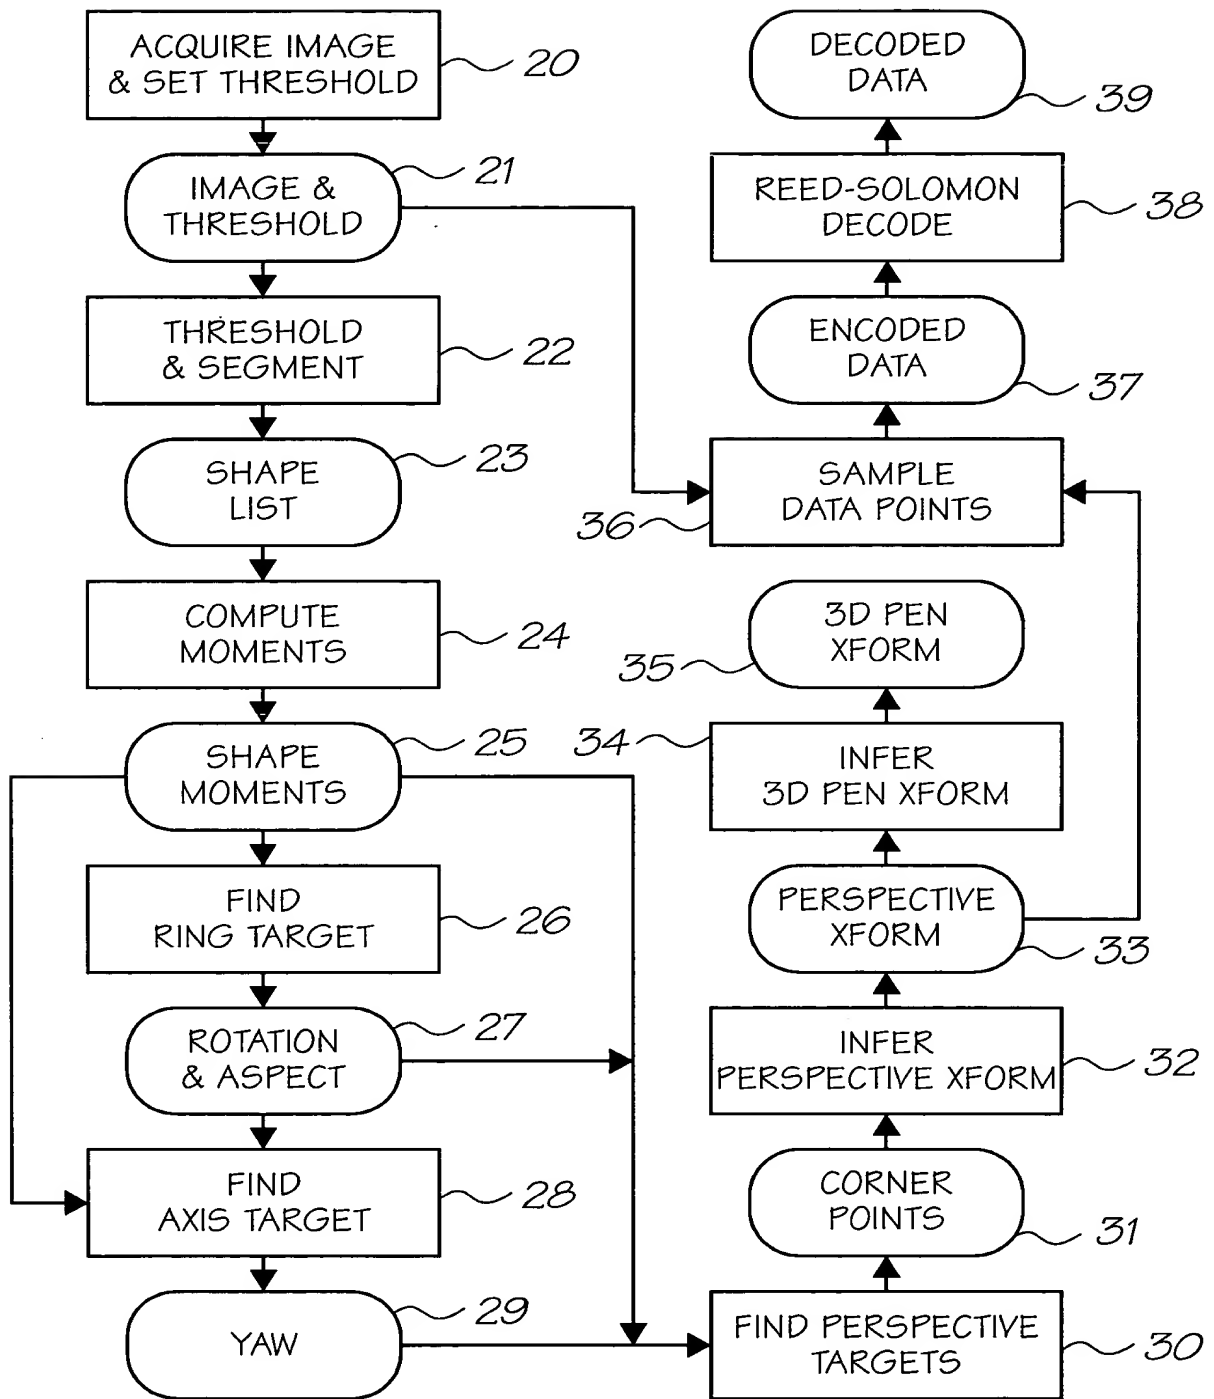 ACQUIRE IMAGE
& SET THRESHOLD
20
IMAGE &
THRESHOLD
21
THRESHOLD
& SEGMENT
22
SHAPE
LIST
23
COMPUTE
MOMENTS
24
SHAPE
MOMENTS
25
FIND
RING TARGET
26
ROTATION
& ASPECT
27
FIND
AXIS TARGET
28
YAW
29
DECODED
DATA
39
REED-SOLOMON
DECODE
38
ENCODED
DATA
37
SAMPLE
DATA POINTS
36
3D PEN
XFORM
35
INFER
3D PEN XFORM
34
PERSPECTIVE
XFORM
33
INFER
PERSPECTIVE XFORM
32
CORNER
POINTS
31
FIND PERSPECTIVE
TARGETS
30